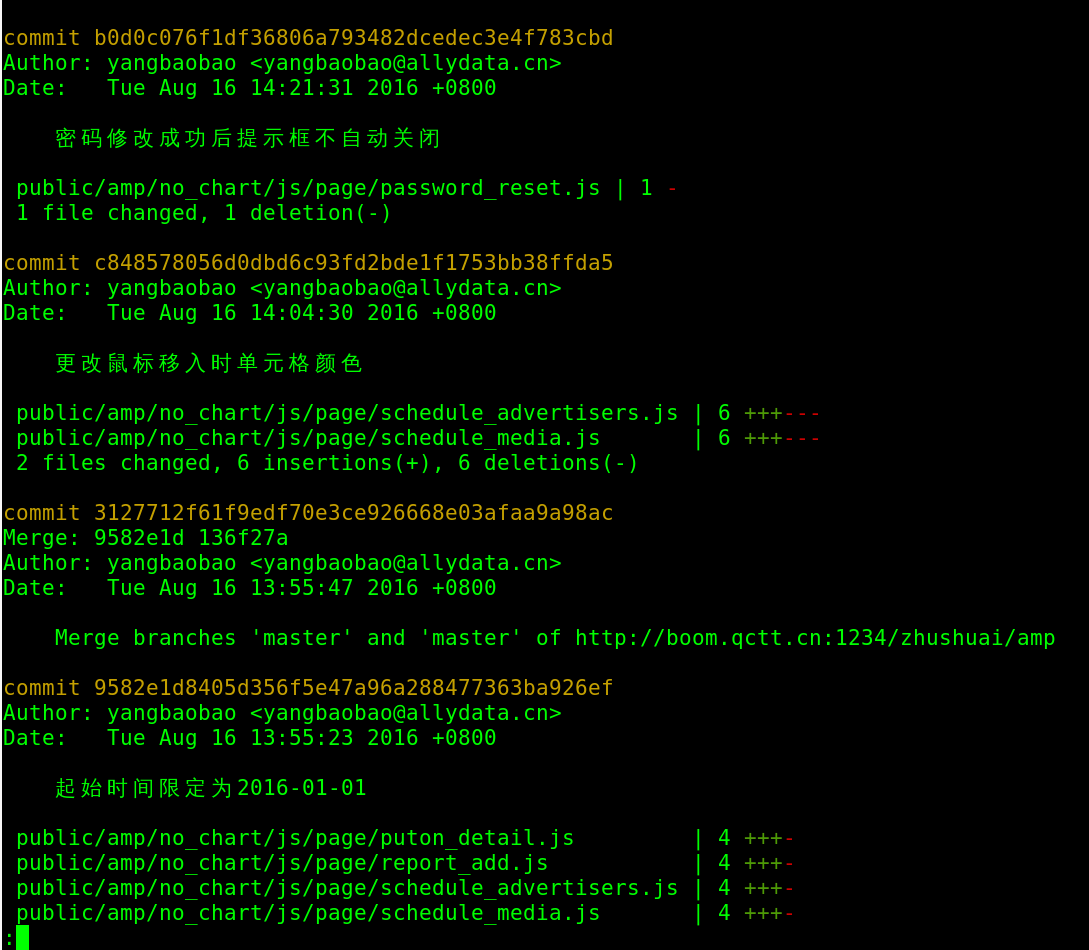 commit b0d0c076f1df36806a793482dcedec3e4f783cbd
Author: yangbaobao <yangbaobao@allydata.cn>
Date:   Tue Aug 16 14:21:31 2016 +0800
密码修改成功后提示框不自动关闭
public/amp/no_chart/js/page/password_reset.js | 1 -
1 file changed, 1 deletion(-)
commit c848578056d0dbd6c93fd2bde1f1753bb38ffda5
Author: yangbaobao <yangbaobao@allydata.cn>
Date:   Tue Aug 16 14:04:30 2016 +0800
更改鼠标移入时单元格颜色
public/amp/no_chart/js/page/schedule_advertisers.js | 6 +++---
public/amp/no_chart/js/page/schedule_media.js       | 6 +++---
2 files changed, 6 insertions(+), 6 deletions(-)
commit 3127712f61f9edf70e3ce926668e03afaa9a98ac
Merge: 9582e1d 136f27a
Author: yangbaobao <yangbaobao@allydata.cn>
Date:   Tue Aug 16 13:55:47 2016 +0800
Merge branches 'master' and 'master' of http://boom.qctt.cn:1234/zhushuai/amp
commit 9582e1d8405d356f5e47a96a288477363ba926ef
Author: yangbaobao <yangbaobao@allydata.cn>
Date:   Tue Aug 16 13:55:23 2016 +0800
起始时间限定为2016-01-01
public/amp/no_chart/js/page/puton_detail.js         | 4 +++-
public/amp/no_chart/js/page/report_add.js           | 4 +++-
public/amp/no_chart/js/page/schedule_advertisers.js | 4 +++-
public/amp/no_chart/js/page/schedule_media.js       | 4 +++-
: